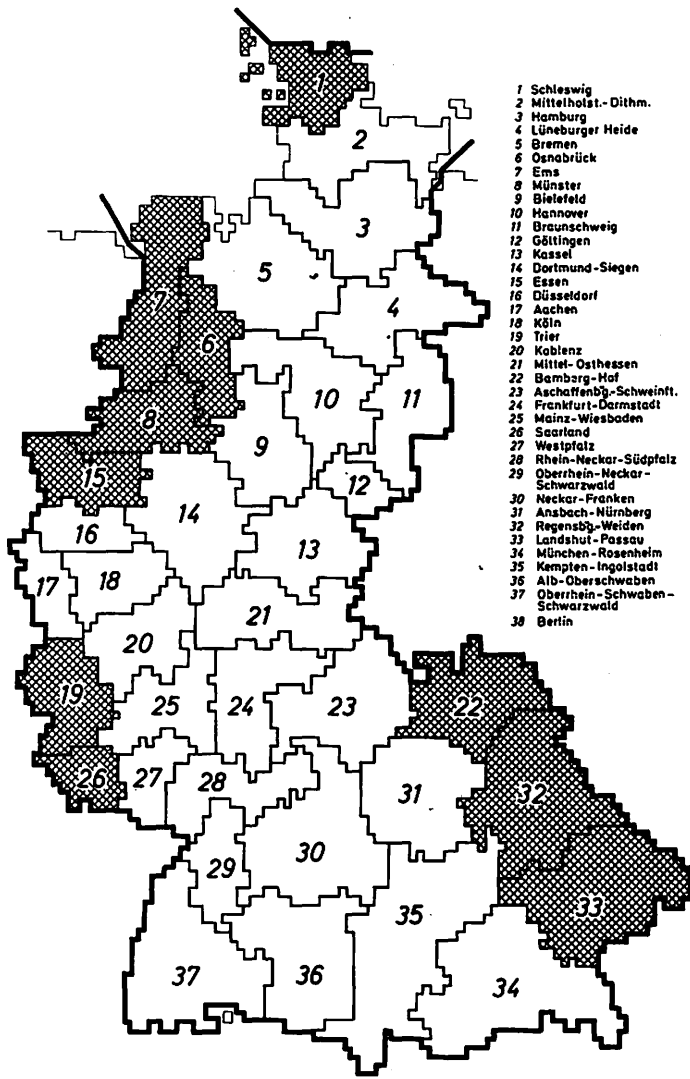 1 Schleswig
2 Mittelholst.-Dithm.
3 Hamburg
4 Lüneburger Heide
5 Bremen
6 Osnabrück
7 Ems
8 Münster
9 Bielefeld
10 Hannover
11 Braunschweig
12 Göltingen
13 Kassel
14 Dortmund-Siegen
15 Essen
16 Düsseldorf
17 Aachen
18 Köln
19 Trier
20 Koblenz
21 Mittel-Osthessen
22 Bamberg-Hof
23 Aschaffenbg.-Schweinft.
24 Frankfurt-Darmstadt
25 Mainz-Wiesbaden
26 Saarland
27 Westpfalz
28 Rhein-Neckar-Südpfalz
29 Oberrhein-Neckar-
Schwarzwald
30 Neckar-Franken
31 Ansbach-Nürnberg
32 Regensbg.-Weiden
33 Landshut-Passau
34 München-Rosenheim
35 Kempten-Ingolstadt
36 Alb-Oberschwaben
37 Oberrhein-Schwaben-
Schwarzwald
38 Berlin
1
2
3
5
4
7
6
10
11
8
9
15
12
14
16
13
17
18
21
20
19
25
24
23
22
26
27
28
31
32
30
29
33
35
37
36
34